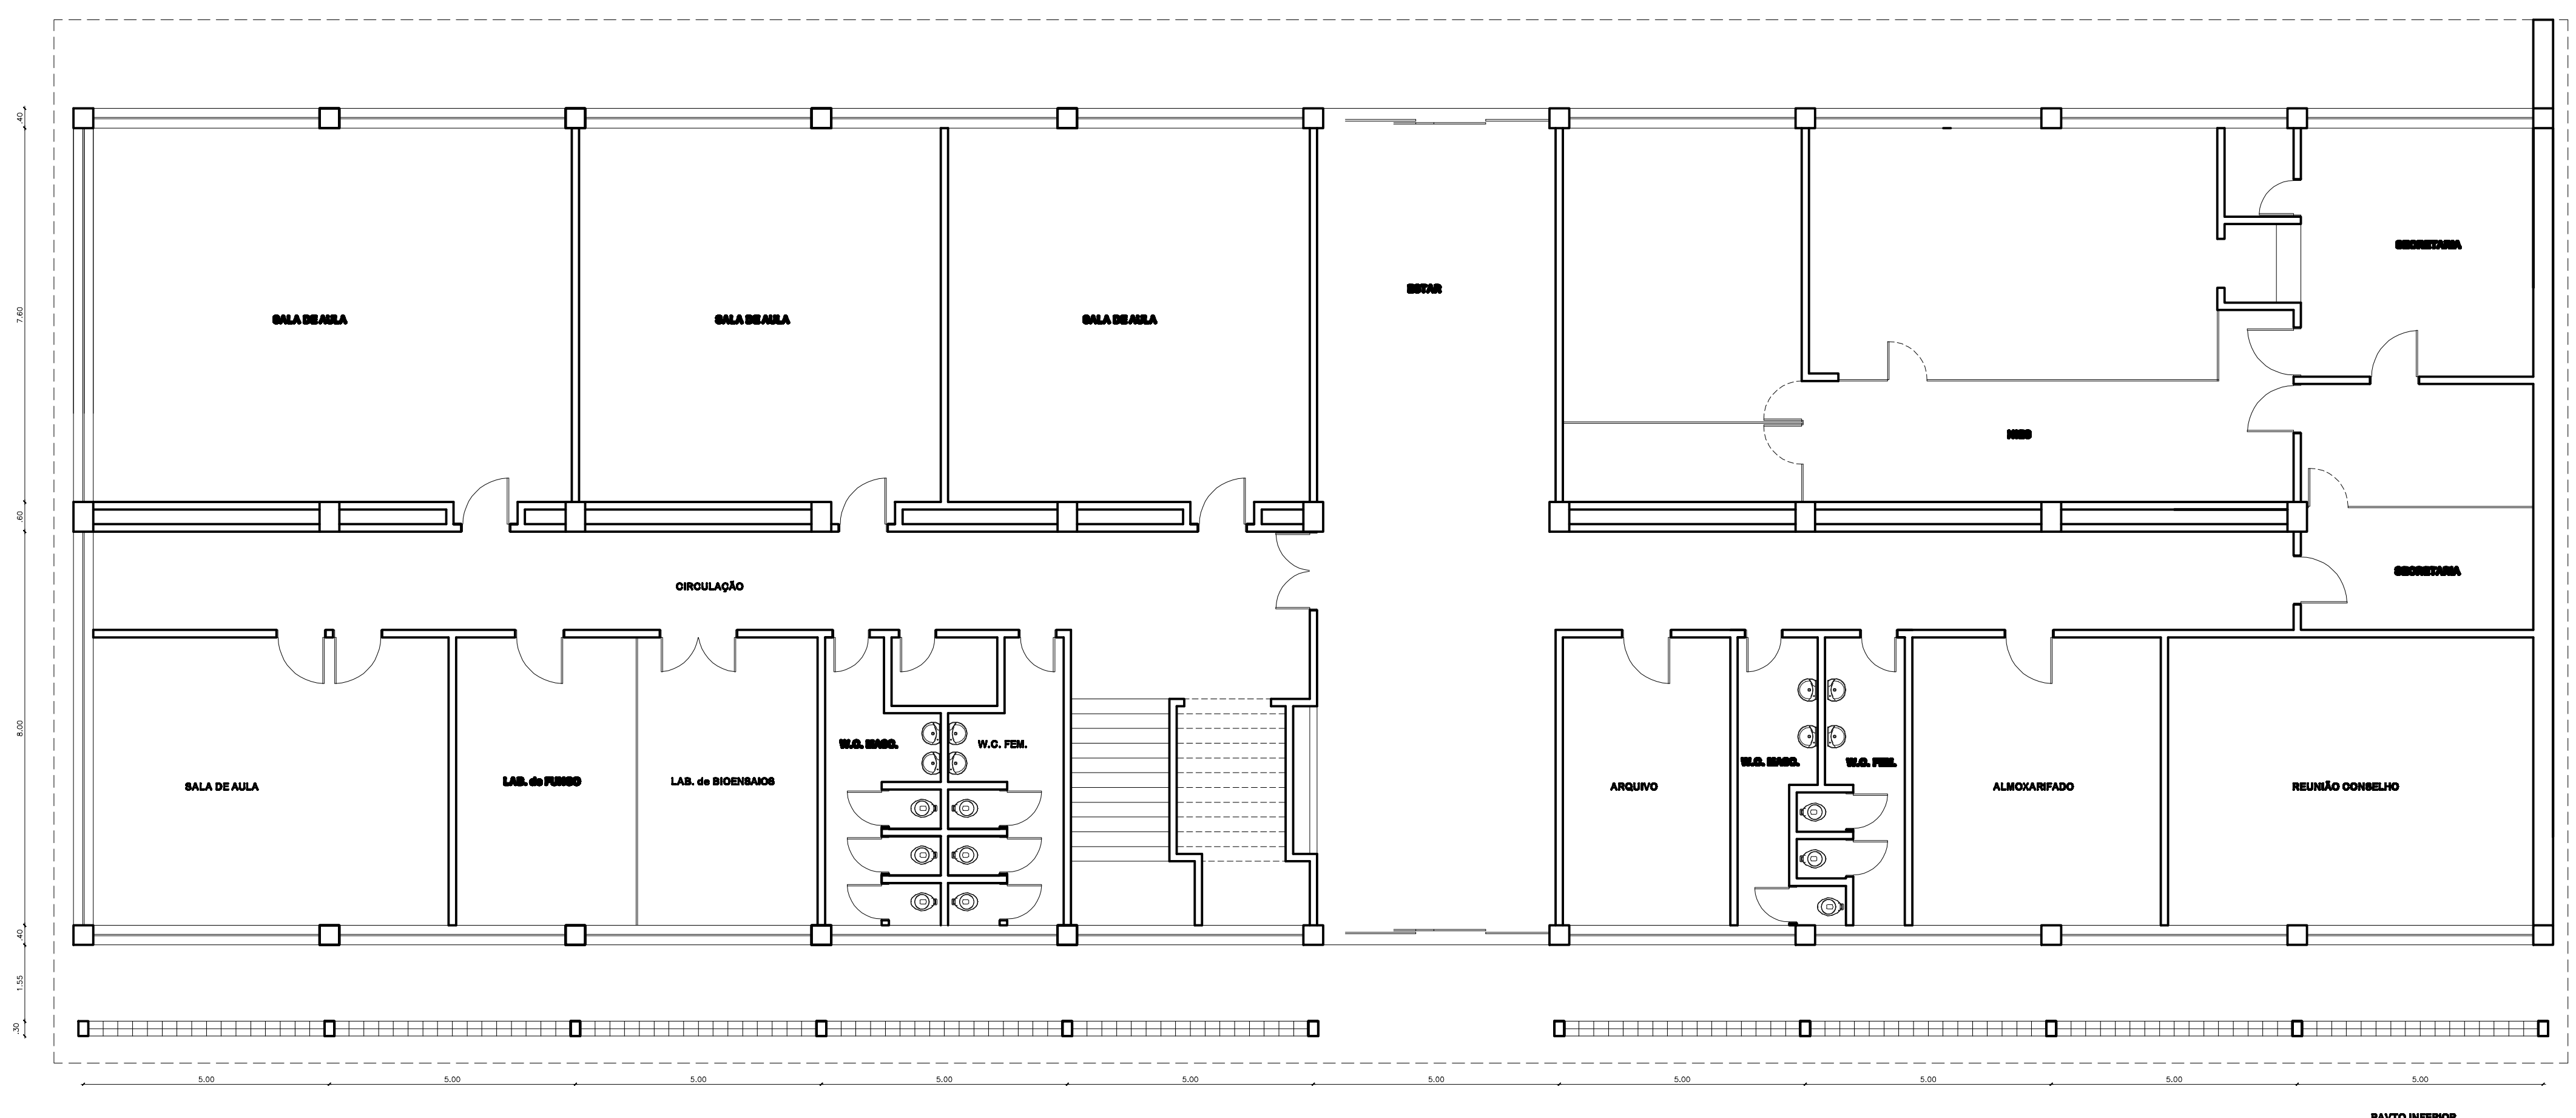 .40
SECRETARIA
ESTAR
7.60
SALA DE AULA
SALA DE AULA
SALA DE AULA
NIES
.60
SECRETARIA
CIRCULAÇÃO
8.00
W.C. MASC.
W.C. FEM.
W.C. MASC.
W.C. FEM.
SALA DE AULA
LAB. de FUNGO
LAB. de BIOENSAIOS
ARQUIVO
ALMOXARIFADO
REUNIÃO CONSELHO
.40
1.55
.30
5.00 5.00 5.00 5.00 5.00 5.00 5.00 5.00 5.00 5.00
PAVTO INFERIOR